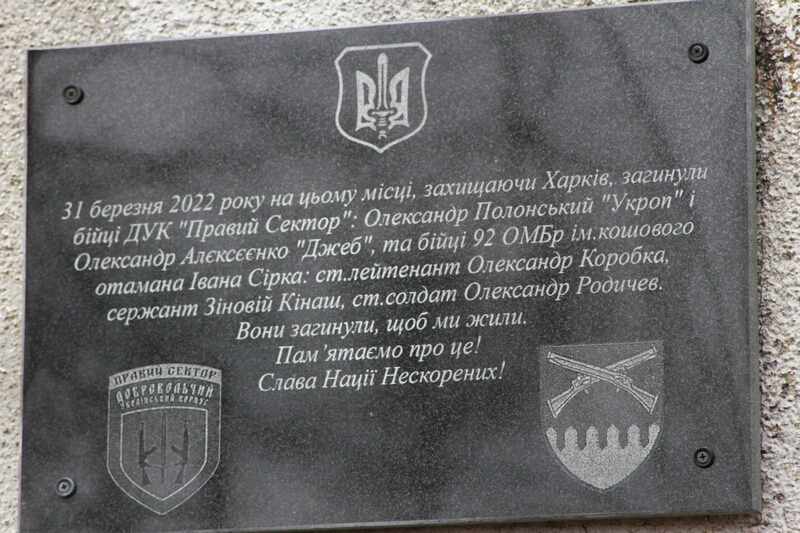 31 березня 2022 року на цьому місці, захищаючи Харків, загинули
бійці ДУК "Правий Сектор": Олександр Полонський "Укроп" і
Олександр Алєксєєнко "Джеб", та бійці 92 ОМБр ім.кошового
отамана Івана Сірка: ст.лейтенант Олександр Коробка,
сержант Зіновій Кінаш, ст.солдат Олександр Родичев.
Вони загинули, щоб ми жили.
Пам'ятаємо про це!
Слава Нації Нескорених!
ПРАВИЙ СЕКТОР
ДОБРОВОЛЬЧИЙ
УКРАЇНСЬКИЙ КОРПУС